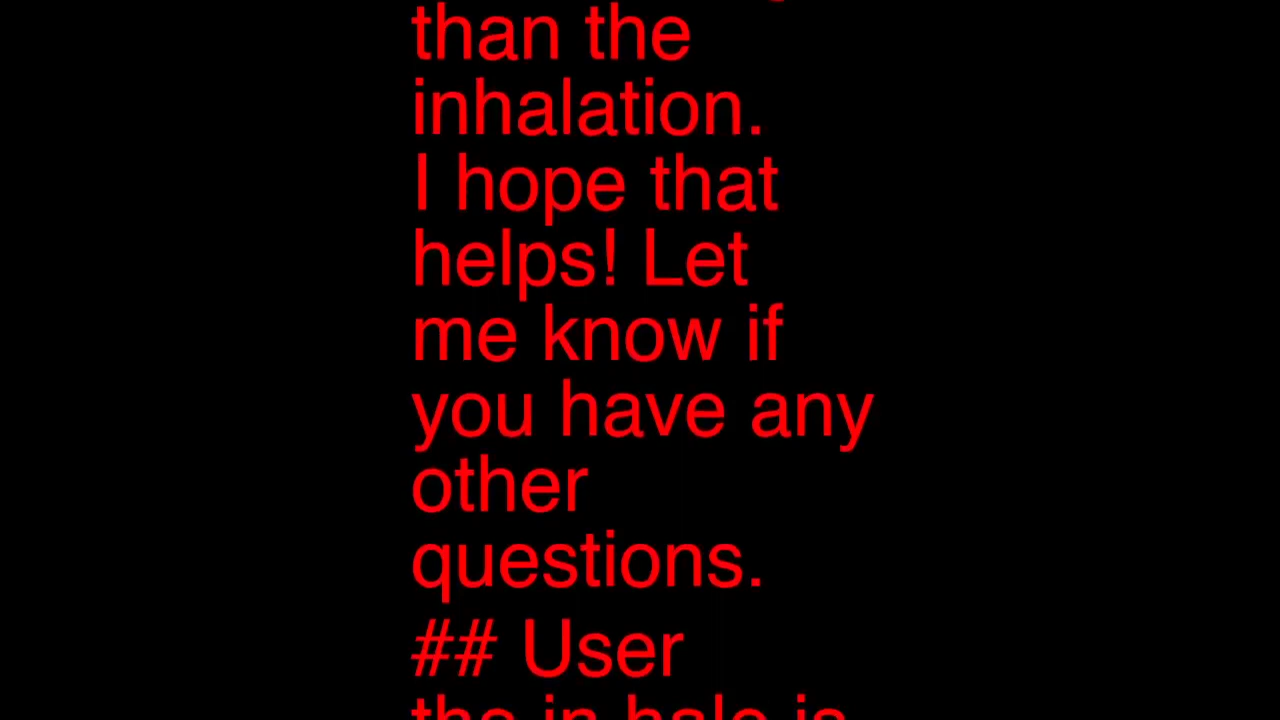 than the
inhalation.
I hope that
helps! Let
me know if
you have any
other
questions.
## User
the in hale is